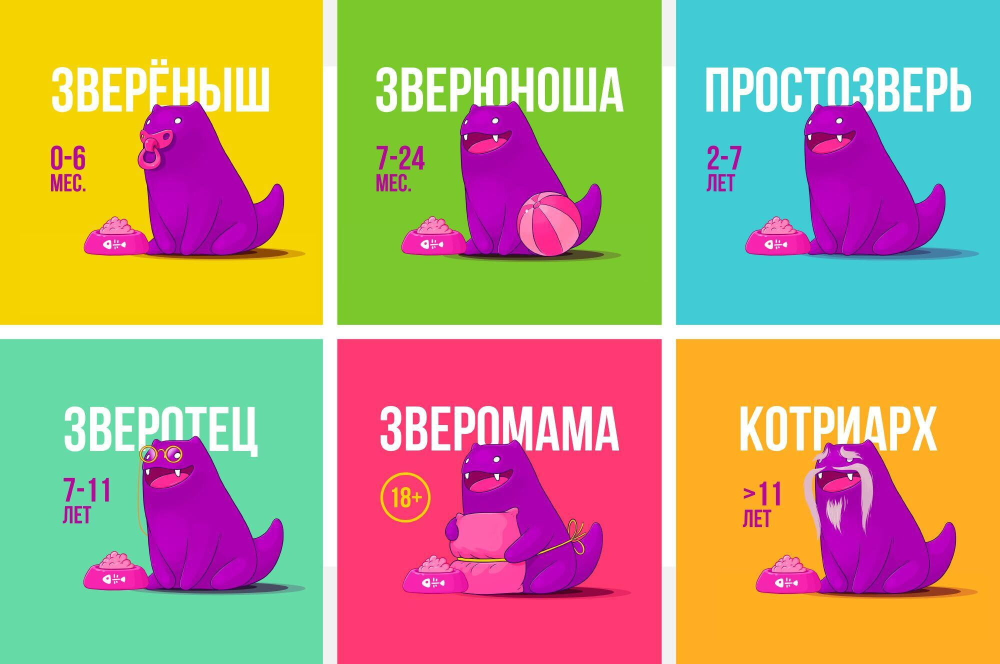 ЗВЕРЁНЫШ
0-6
МЕС.
ЗВЕРЮНОША
7-24
МЕС.
ПРОСТОЗВЕРЬ
2-7
ЛЕТ
ЗВЕРОТЕЦ
7-11
ЛЕТ
ЗВЕРОМАМА
18+
КОТРИАРХ
>11
ЛЕТ